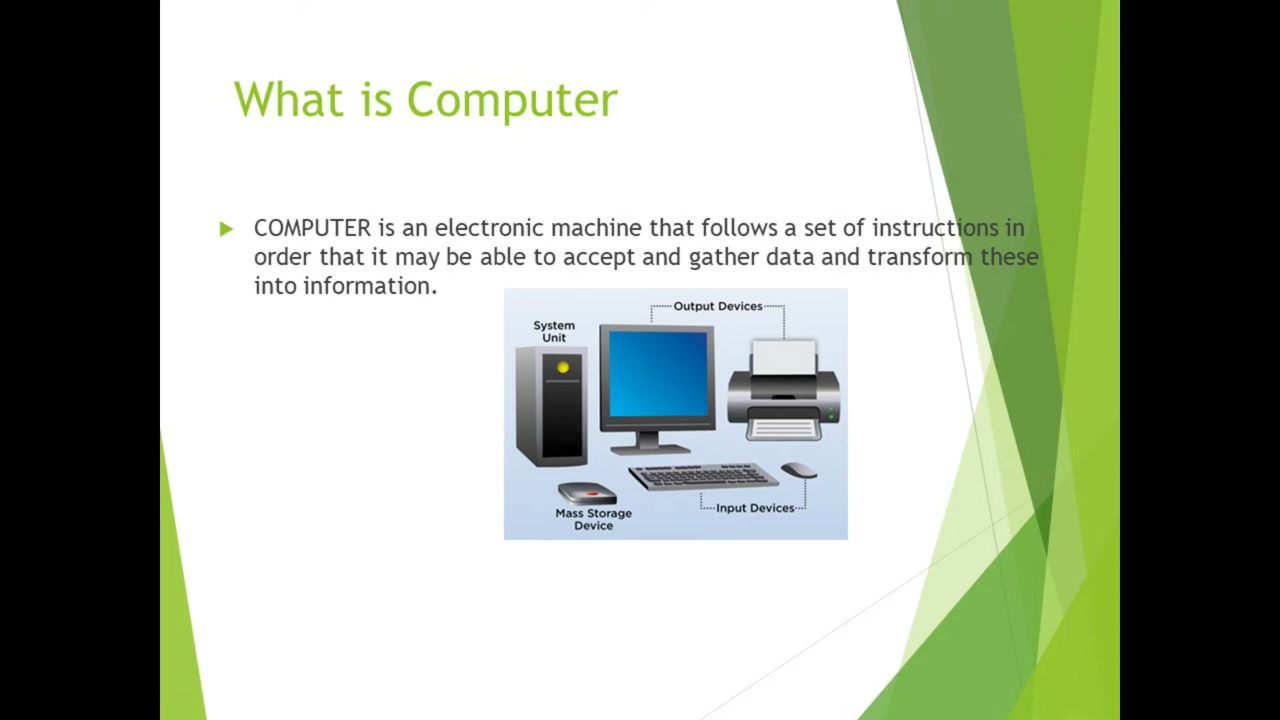 What is Computer
COMPUTER is an electronic machine that follows a set of instructions in
order that it may be able to accept and gather data and transform these
into information.
Output Devices
System
Unit
Input Devices
Mass Storage
Device